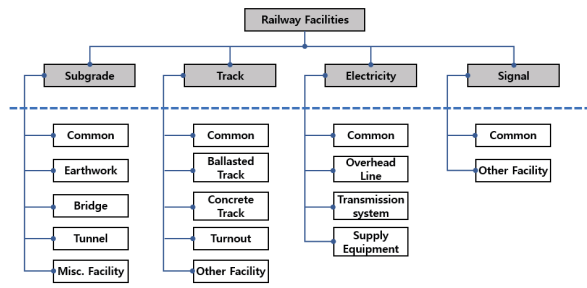 Railway Facilities
Subgrade
Track
Electricity
Signal
Common
Earthwork
Bridge
Tunnel
Misc. Facility
Common
Ballasted
Track
Concrete
Track
Turnout
Other Facility
Common
Overhead
Line
Transmission
system
Supply
Equipment
Common
Other Facility